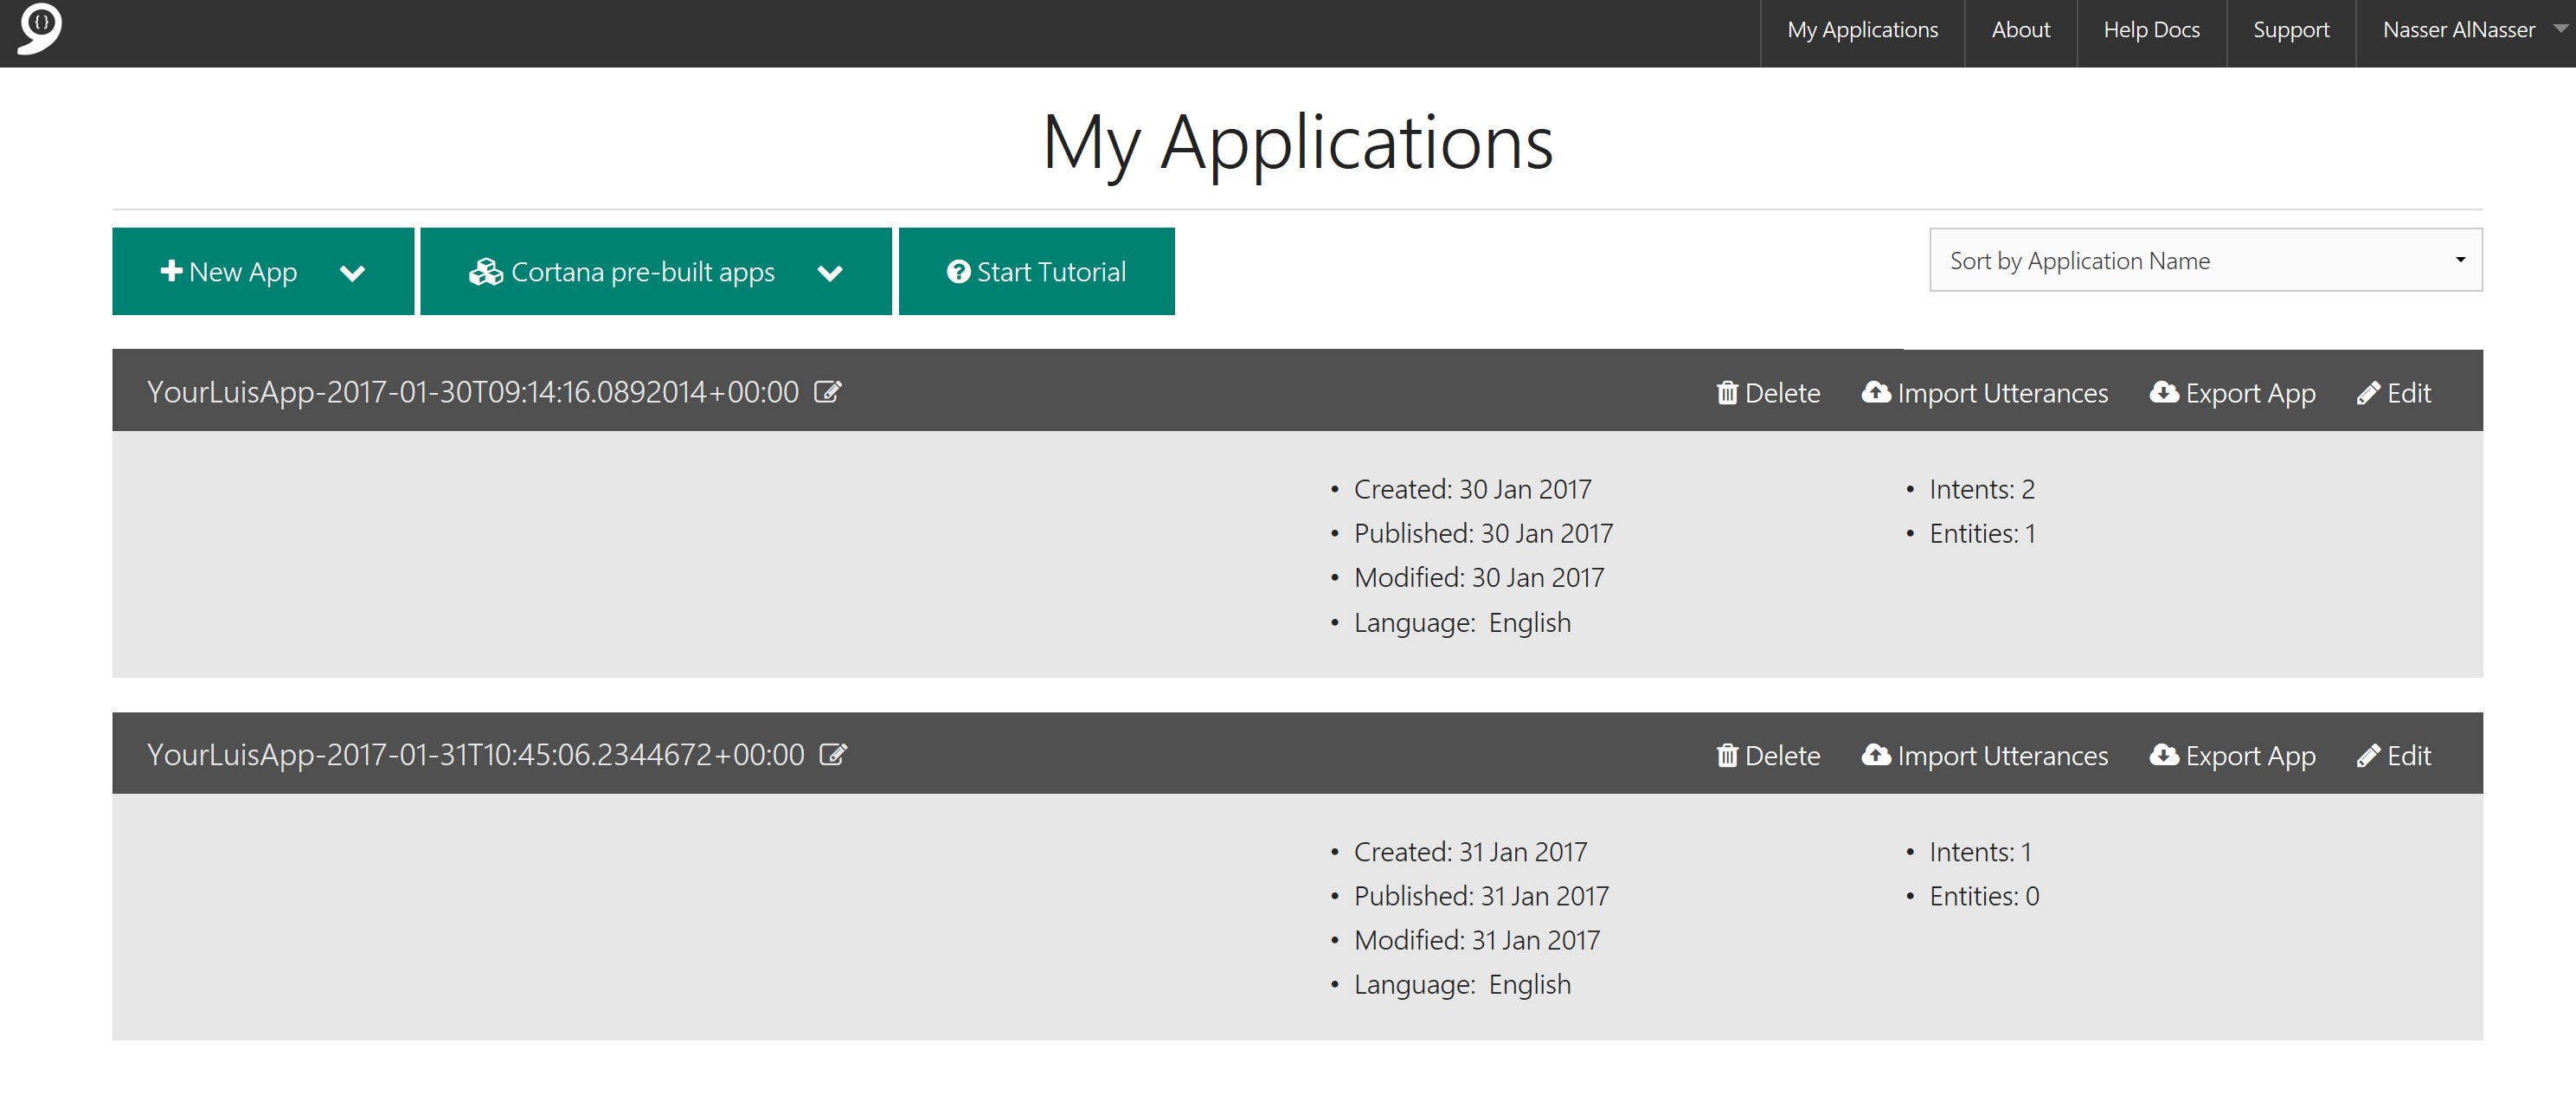 { }
My Applications About Help Docs Support Nasser AlNasser
My Applications
New App Cortana pre-built apps Start Tutorial Sort by Application Name
YourLuisApp-2017-01-30T09:14:16.0892014+00:00 Delete Import Utterances Export App Edit
• Created: 30 Jan 2017 • Intents: 2
• Published: 30 Jan 2017 • Entities: 1
• Modified: 30 Jan 2017
• Language: English
YourLuisApp-2017-01-31T10:45:06.2344672+00:00 Delete Import Utterances Export App Edit
• Created: 31 Jan 2017 • Intents: 1
• Published: 31 Jan 2017 • Entities: 0
• Modified: 31 Jan 2017
• Language: English